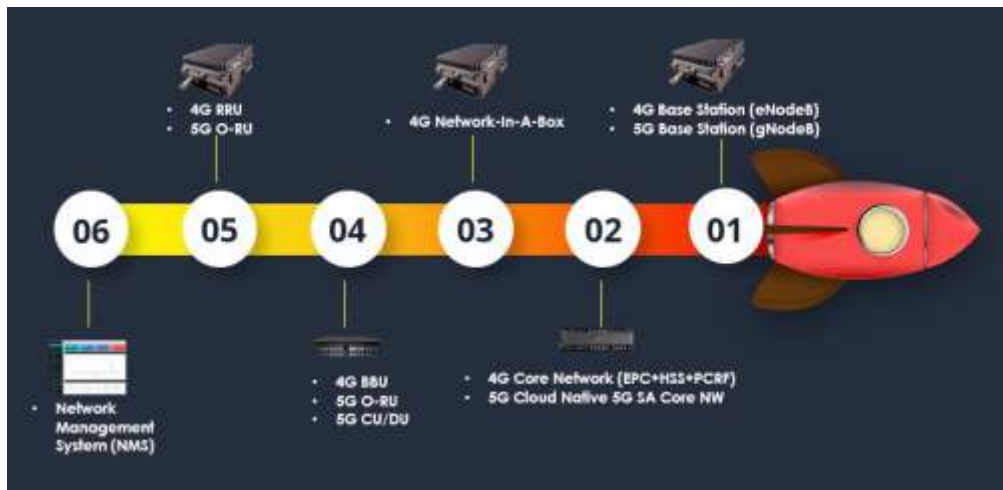 4G RRU
5G O-RU
4G Network-In-A-Box
4G Base Station (eNodeB)
5G Base Station (gNodeB)
06
05
04
03
02
01
Network
Management
System (NMS)
4G BBU
5G O-RU
5G CU/DU
4G Core Network (EPC+HSS+PCRF)
5G Cloud Native 5G SA Core NW